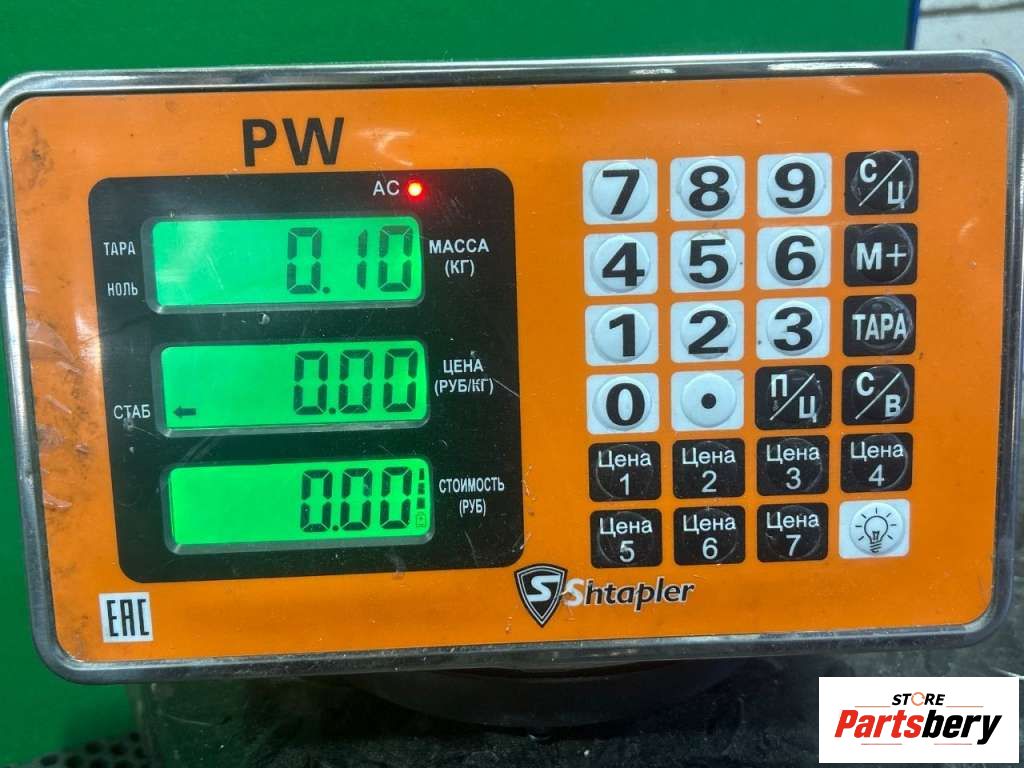 PW
AC
ТАРА
НОЛЬ
0.10
МАССА
(КГ)
СТАБ
0.00
ЦЕНА
(РУБ/КГ)
0.00
СТОИМОСТЬ
(РУБ)
7 8 9 С/Ц
4 5 6 М+
1 2 3 ТАРА
0 . П/Ц С/В
Цена 1 Цена 2 Цена 3 Цена 4
Цена 5 Цена 6 Цена 7
S Shtapler
EAC
STORE
Partsbery